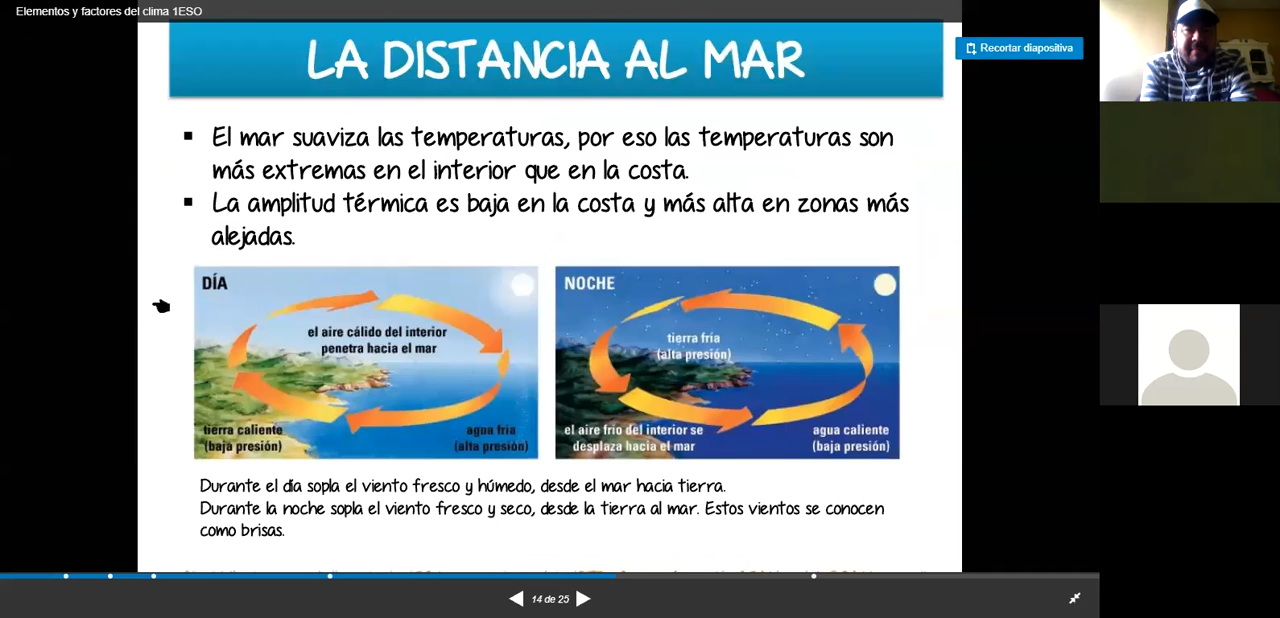 Elementos y factores del clima 1ESO
LA DISTANCIA AL MAR
Recortar diapositiva
▪ El mar suaviza las temperaturas, por eso las temperaturas son
más extremas en el interior que en la costa.
▪ La amplitud térmica es baja en la costa y más alta en zonas más
alejadas.
DÍA
el aire cálido del interior
penetra hacia el mar
tierra caliente
(baja presión)
agua fria
(alta presión)
NOCHE
tierra fría
(alta presión)
el aire frio del interior se
desplaza hacia el mar
agua caliente
(baja presión)
Durante el día sopla el viento fresco y húmedo, desde el mar hacia tierra.
Durante la noche sopla el viento fresco y seco, desde la tierra al mar. Estos vientos se conocen
como brisas.
14 de 25